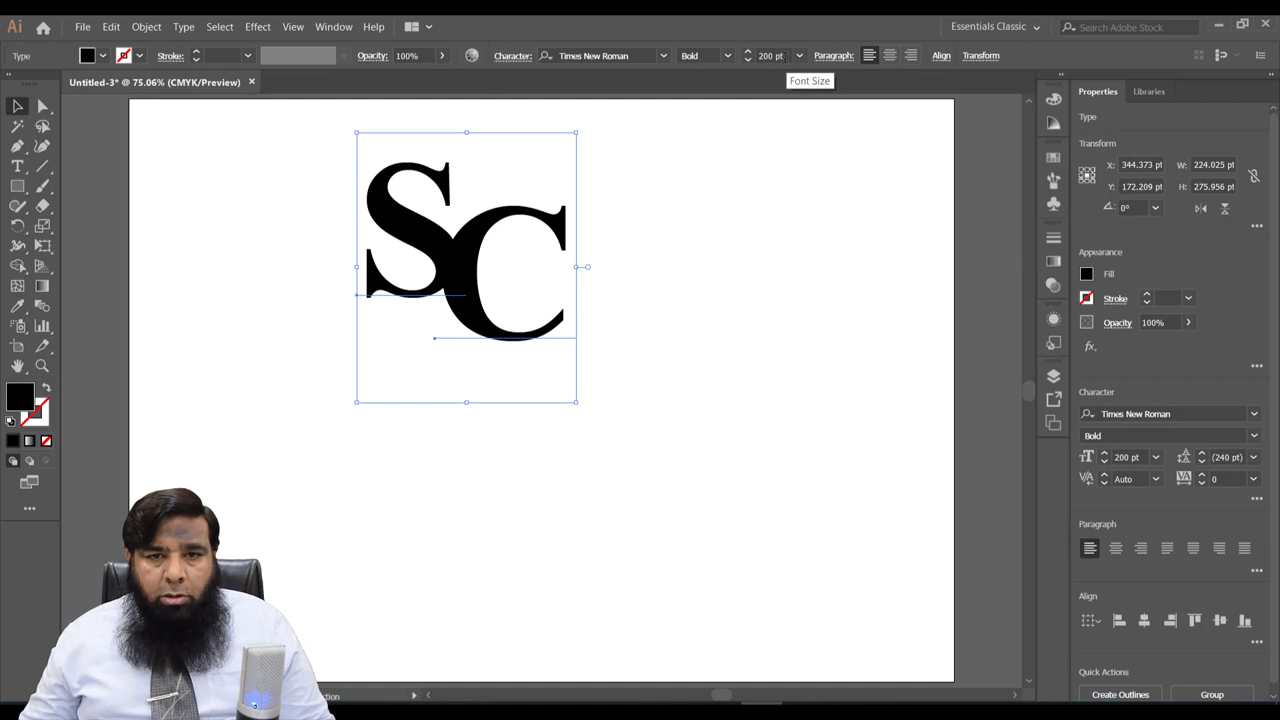 Ai File Edit Object Type Select Effect View Window Help Essentials Classic Search Adobe Stock
Type Stroke: Opacity: 100% Character: Times New Roman Bold 200 pt Paragraph: Align Transform
Untitled-3* @ 75.06% (CMYK/Preview)
Font Size
Properties Libraries
Type
Transform
X: 344.373 pt W: 224.025 pt
Y: 172.209 pt H: 275.956 pt
0°
Appearance
Fill
Stroke
Opacity 100%
fx.
Character
Times New Roman
Bold
200 pt (240 pt)
Auto 0
Paragraph
Align
Quick Actions
Create Outlines Group
SC